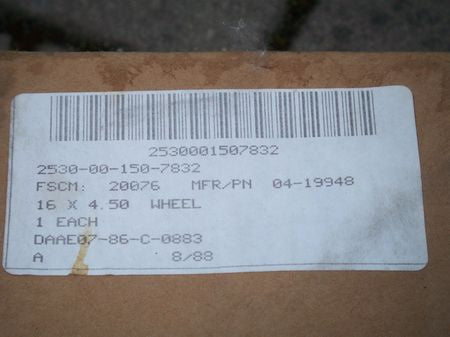 2530001507832
2530-00-150-7832
FSCM: 20076 MFR/PN 04-19948
16 X 4.50 WHEEL
1 EACH
DAAE07-86-C-0883
A 8/88